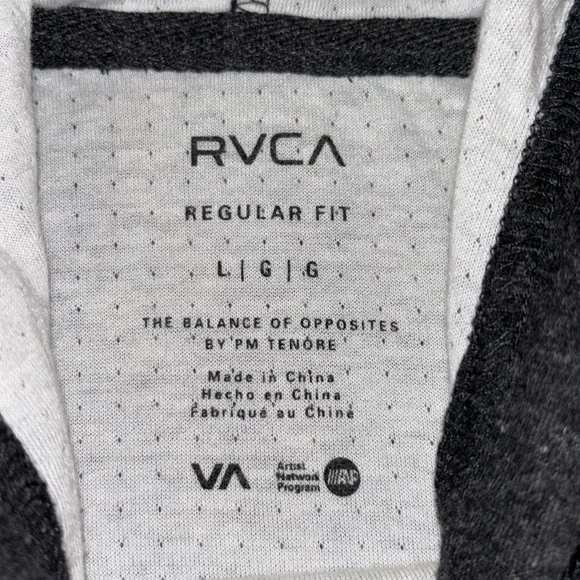 RVCA
REGULAR FIT
L | G | G
THE BALANCE OF OPPOSITES
BY PM TENORE
Made in China
Hecho en China
Fabriqué au Chine
VA
Artist
Network
Program
ANP